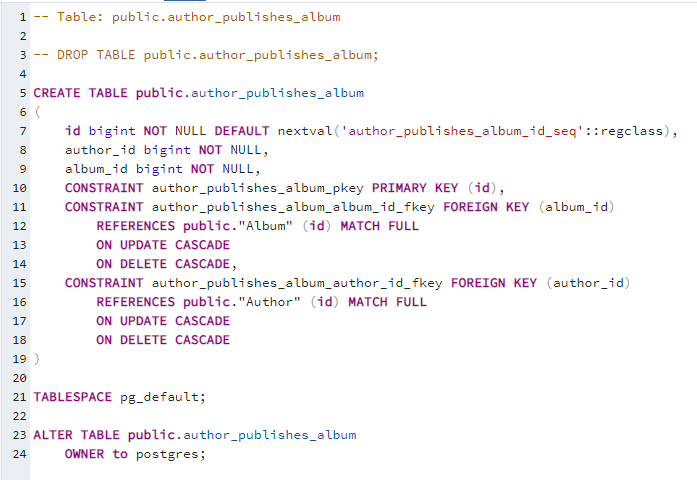 1 -- Table: public.author_publishes_album
2
3 -- DROP TABLE public.author_publishes_album;
4
5 CREATE TABLE public.author_publishes_album
6 (
7     id bigint NOT NULL DEFAULT nextval('author_publishes_album_id_seq'::regclass),
8     author_id bigint NOT NULL,
9     album_id bigint NOT NULL,
10     CONSTRAINT author_publishes_album_pkey PRIMARY KEY (id),
11     CONSTRAINT author_publishes_album_album_id_fkey FOREIGN KEY (album_id)
12         REFERENCES public."Album" (id) MATCH FULL
13         ON UPDATE CASCADE
14         ON DELETE CASCADE,
15     CONSTRAINT author_publishes_album_author_id_fkey FOREIGN KEY (author_id)
16         REFERENCES public."Author" (id) MATCH FULL
17         ON UPDATE CASCADE
18         ON DELETE CASCADE
19 )
20
21 TABLESPACE pg_default;
22
23 ALTER TABLE public.author_publishes_album
24     OWNER to postgres;